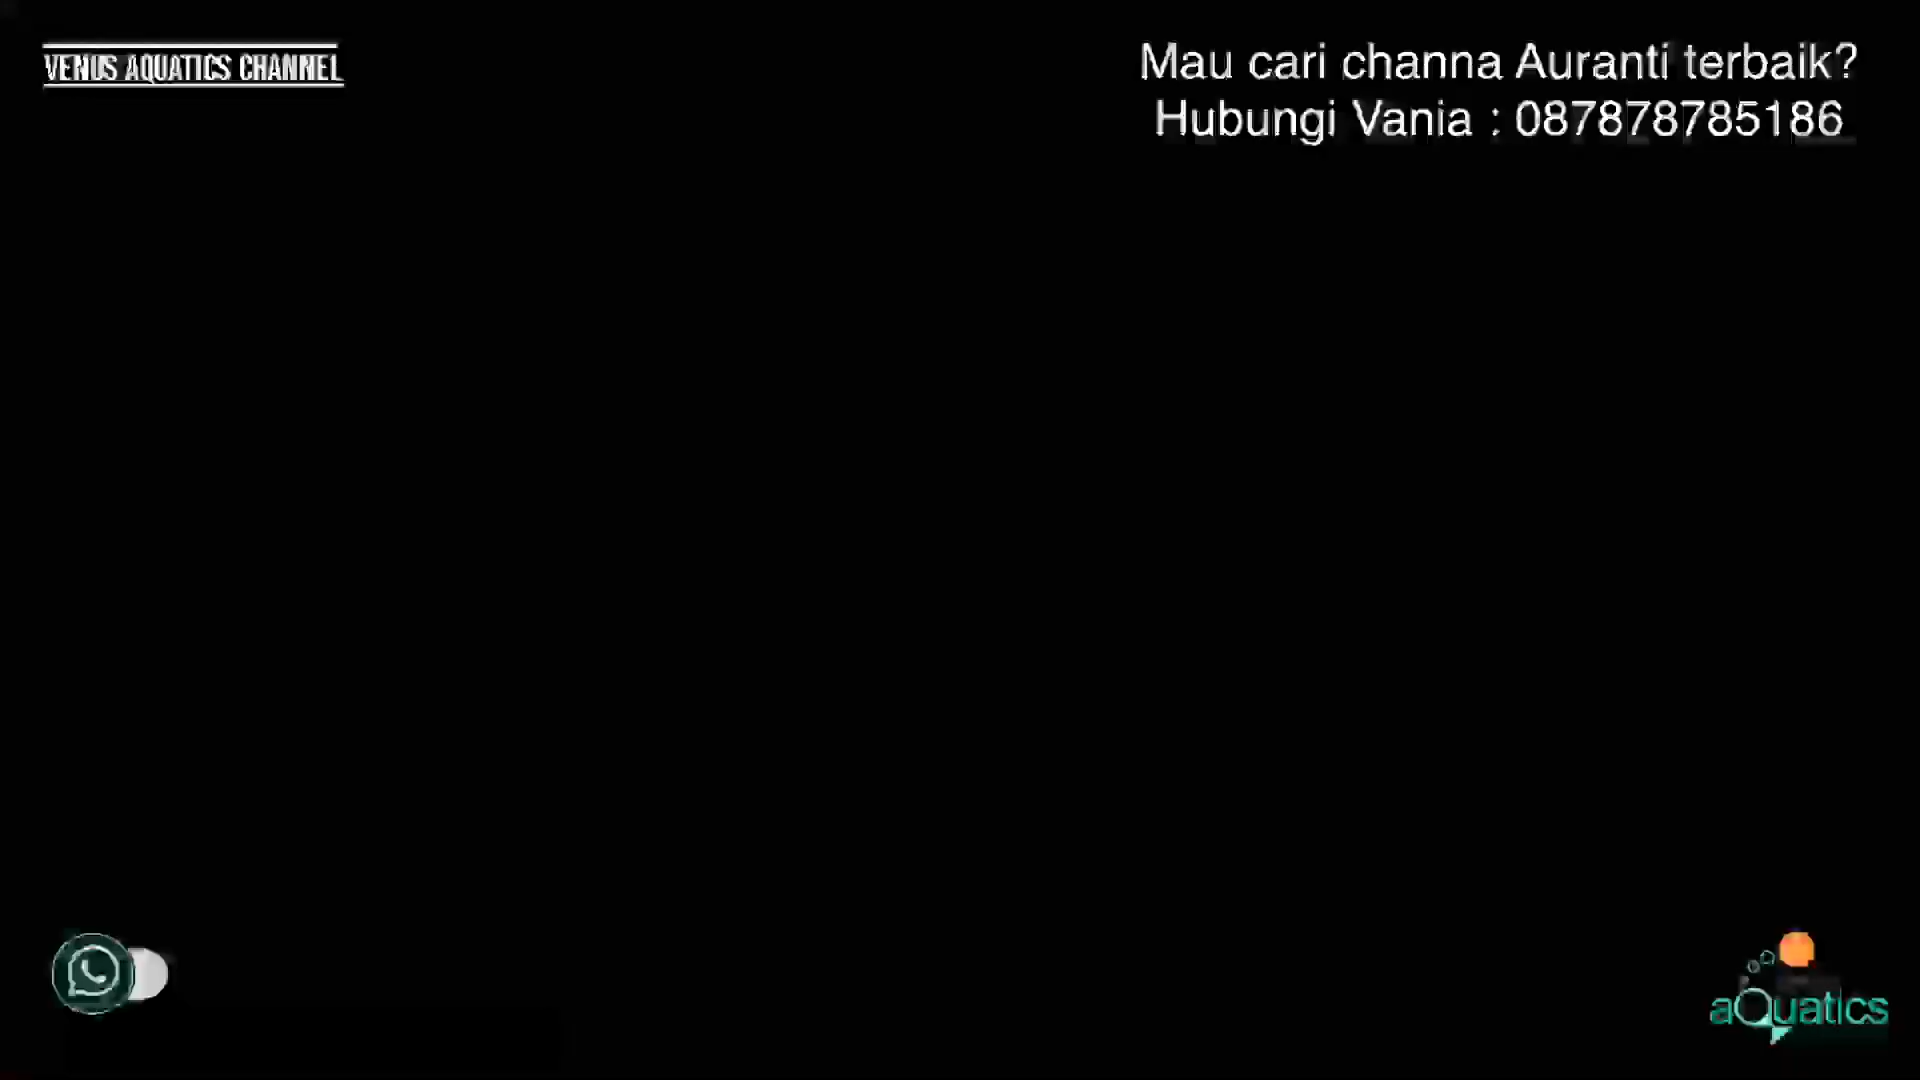 VENUS AQUATICS CHANNEL
Mau cari channa Auranti terbaik?
Hubungi Vania : 087878785186
aQuatics